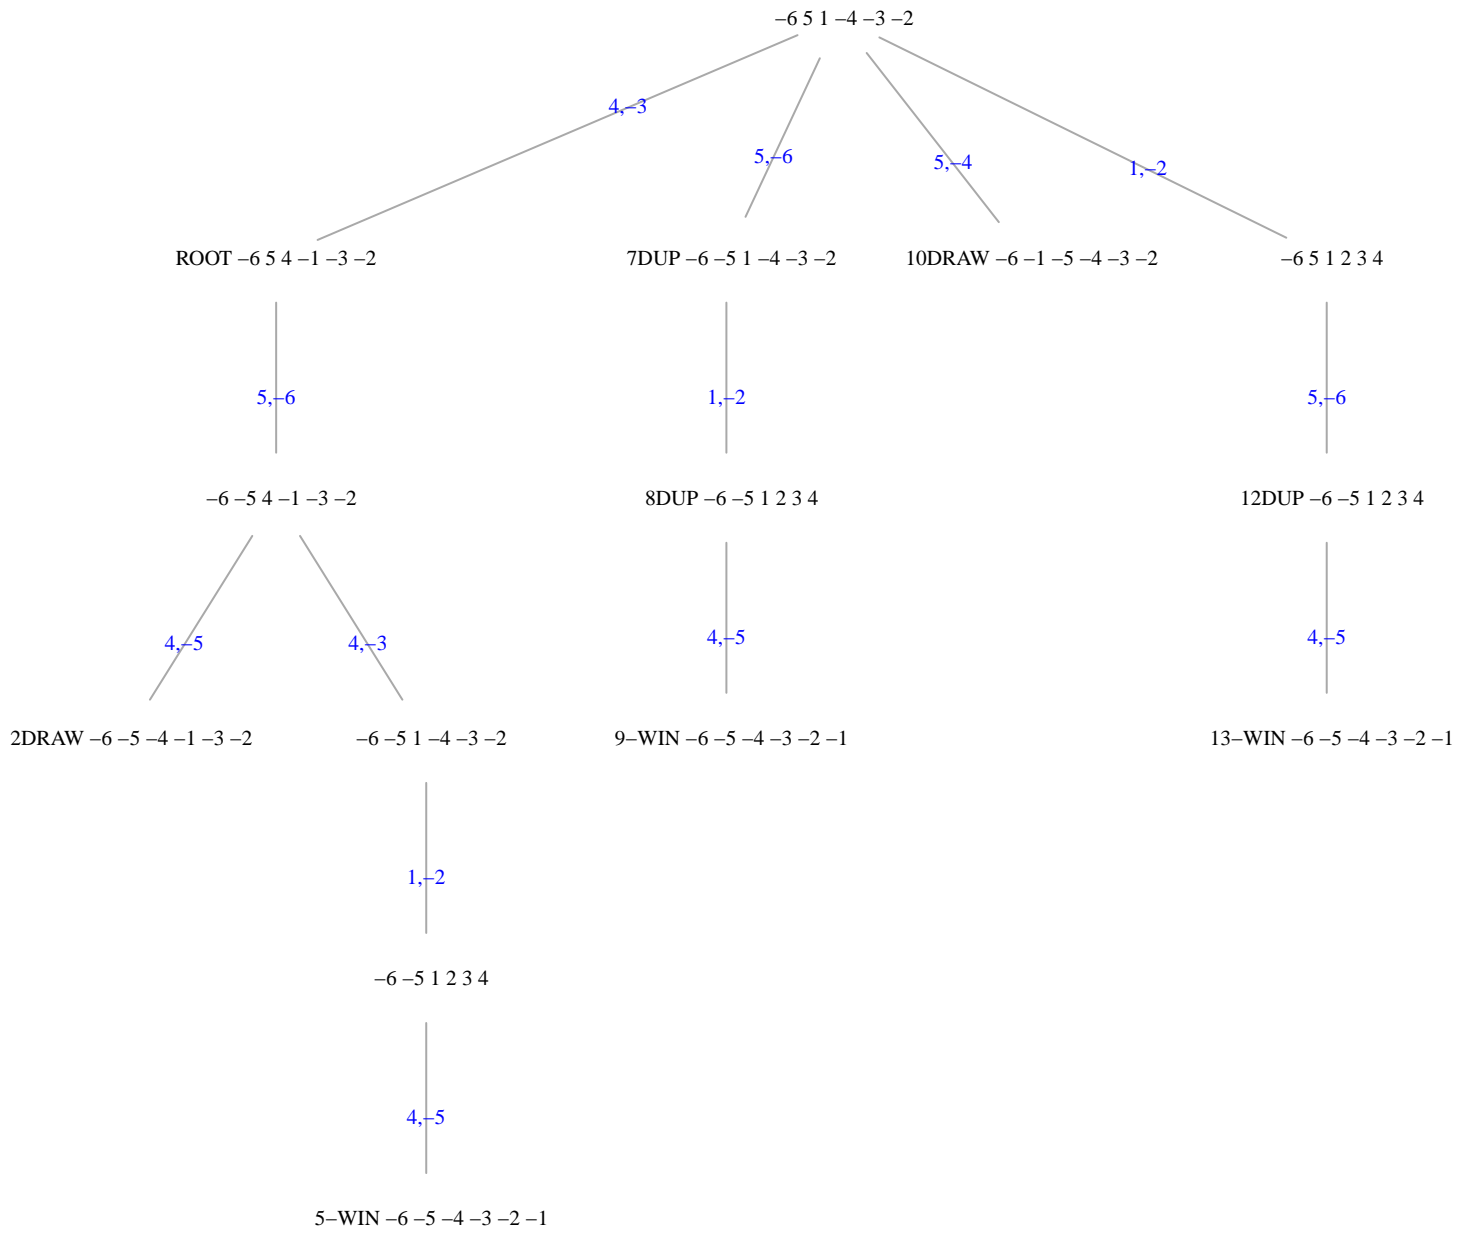 –6 5 1 –4 –3 –2
4,–3
5,–6
5,–4
1,–2
ROOT –6 5 4 –1 –3 –2
7DUP –6 –5 1 –4 –3 –2
10DRAW –6 –1 –5 –4 –3 –2
–6 5 1 2 3 4
5,–6
1,–2
5,–6
–6 –5 4 –1 –3 –2
8DUP –6 –5 1 2 3 4
12DUP –6 –5 1 2 3 4
4,–5
4,–3
4,–5
4,–5
2DRAW –6 –5 –4 –1 –3 –2
–6 –5 1 –4 –3 –2
9–WIN –6 –5 –4 –3 –2 –1
13–WIN –6 –5 –4 –3 –2 –1
1,–2
–6 –5 1 2 3 4
4,–5
5–WIN –6 –5 –4 –3 –2 –1